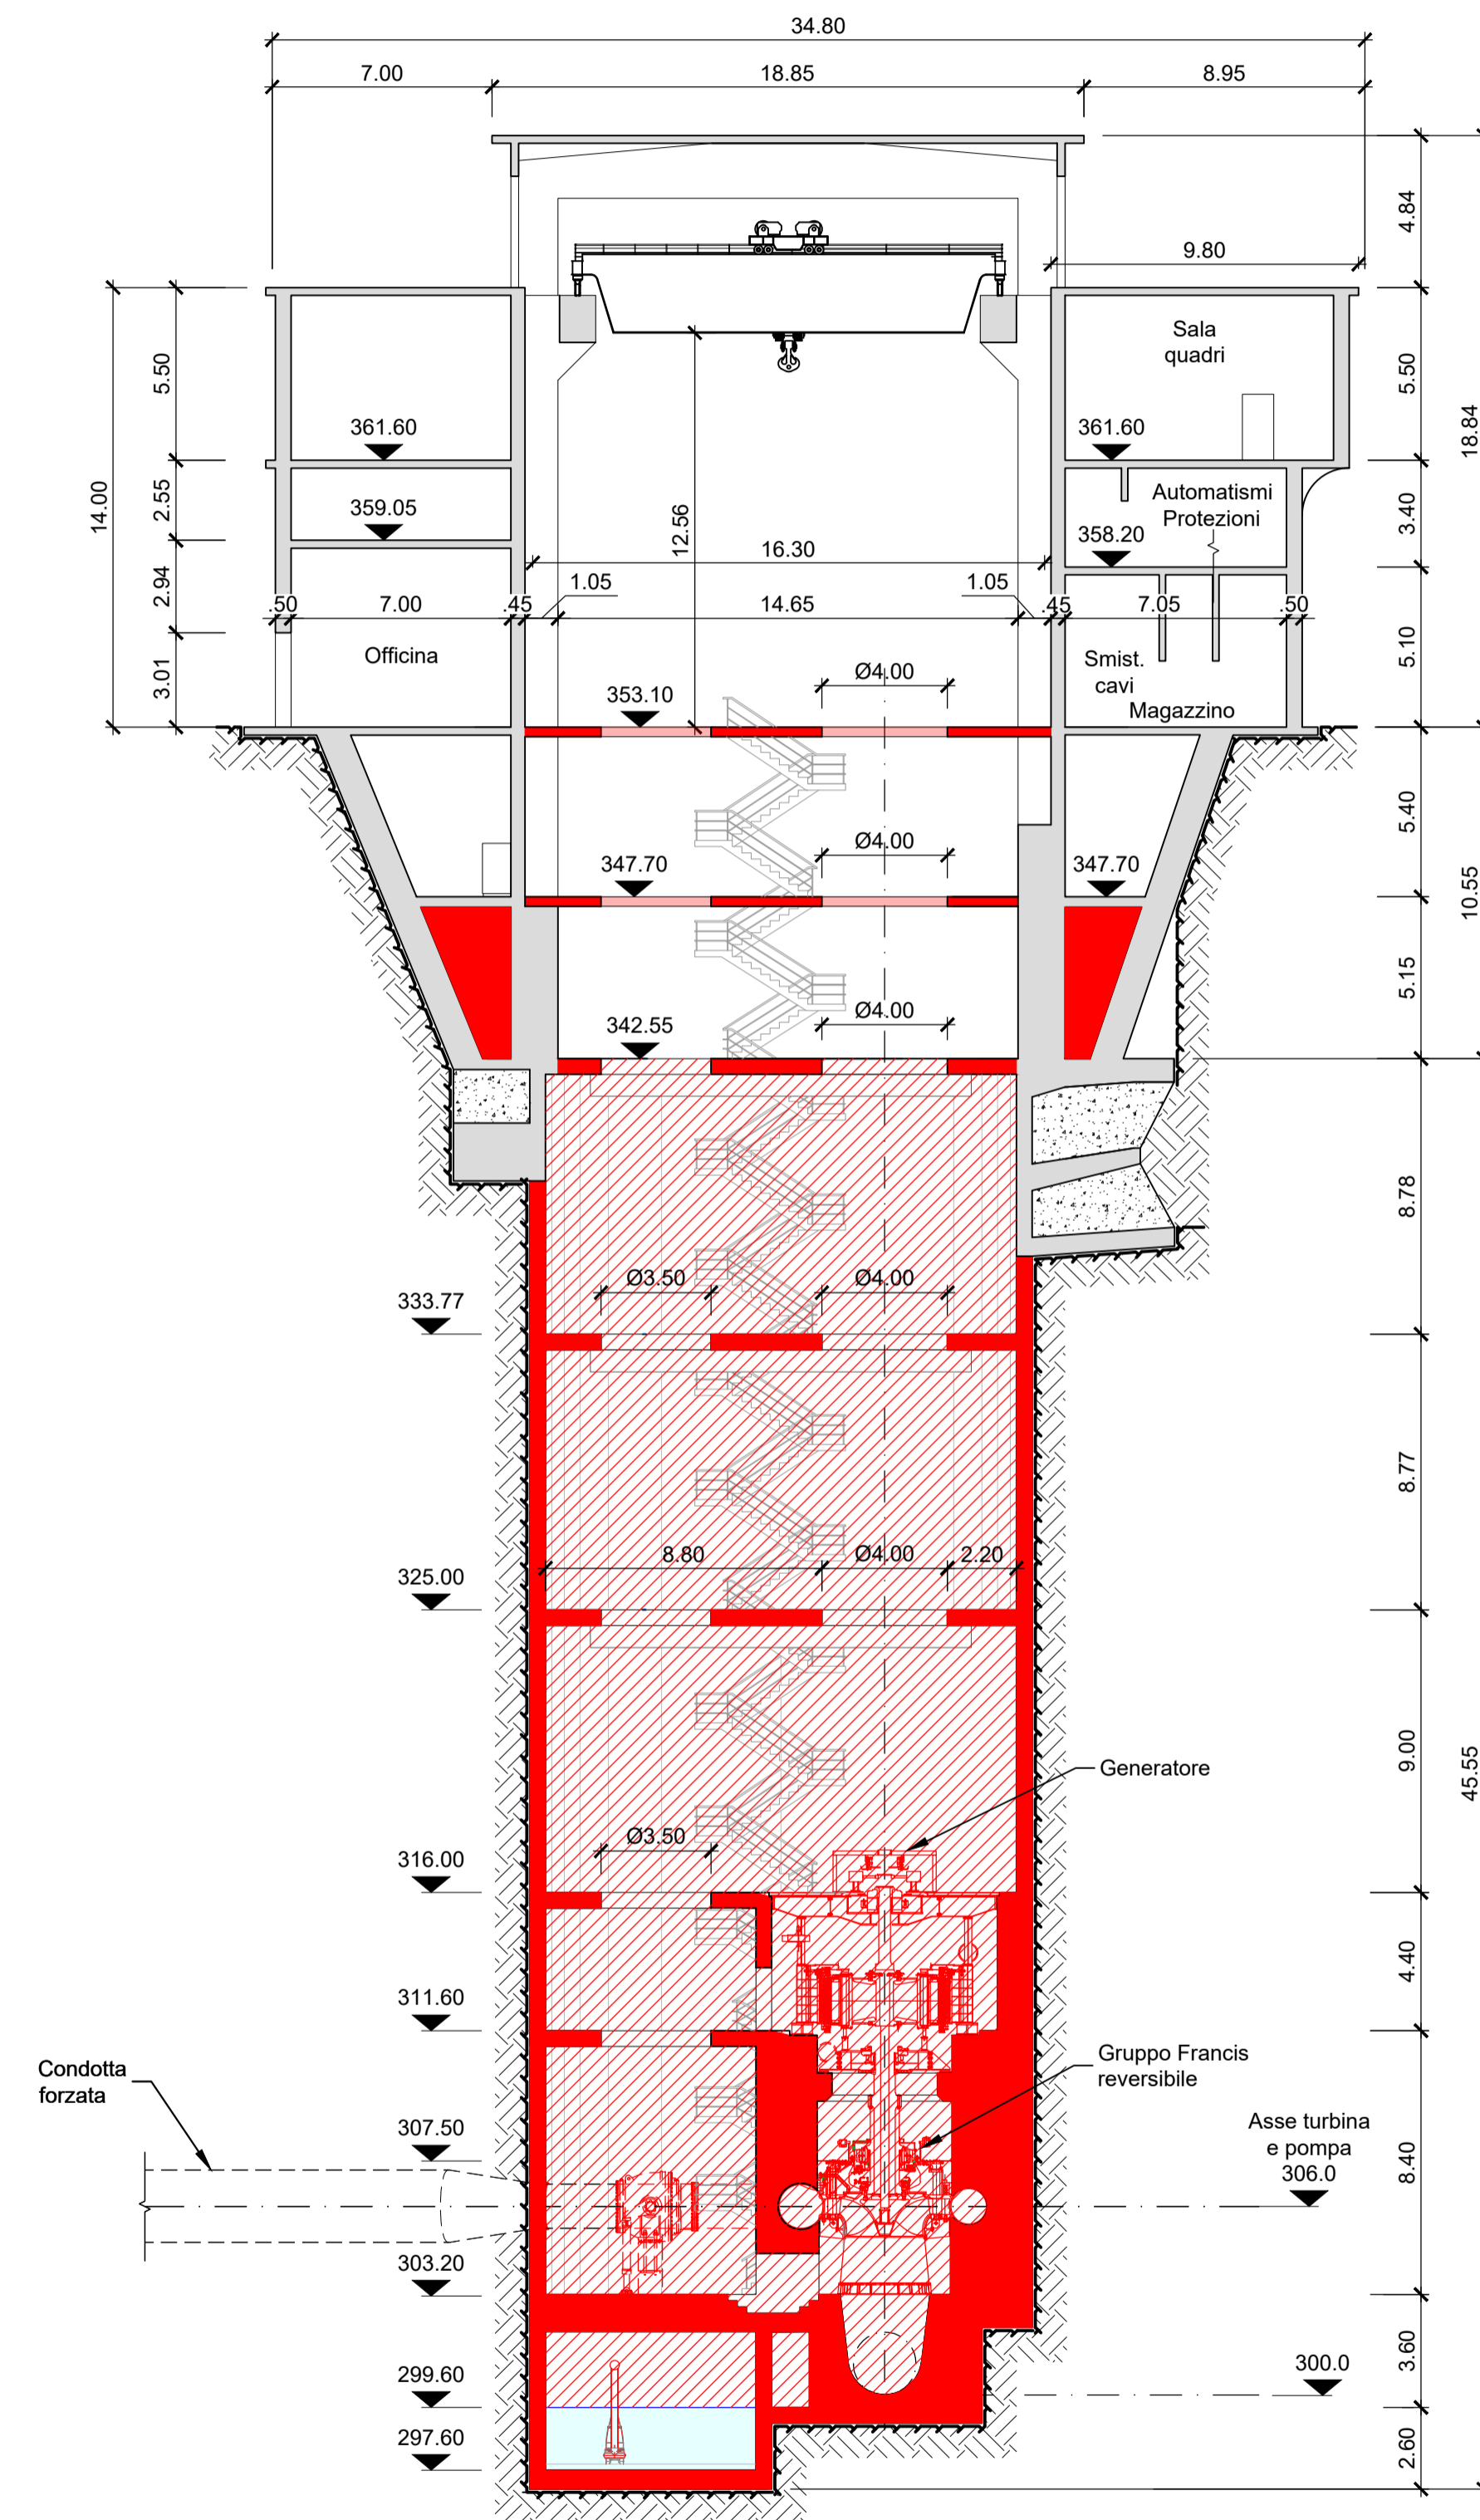 34.80
7.00
18.85
8.95
4.84
9.80
Sala
quadri
5.50
5.50
18.84
361.60
361.60
14.00
2.55
359.05
Automatismi
Protezioni
3.40
12.56
358.20
16.30
2.94
1.05
1.05
.50
7.00
.45
14.65
.45
7.05
.50
5.10
Officina
3.01
Smist.
cavi
Magazzino
Ø4.00
353.10
5.40
Ø4.00
347.70
347.70
10.55
5.15
Ø4.00
342.55
8.78
Ø3.50
Ø4.00
333.77
8.77
8.80
Ø4.00
2.20
325.00
9.00
Generatore
45.55
Ø3.50
316.00
4.40
311.60
Gruppo Francis
reversibile
Condotta
forzata
307.50
Asse turbina
e pompa
306.0
8.40
303.20
3.60
299.60
300.0
297.60
2.60